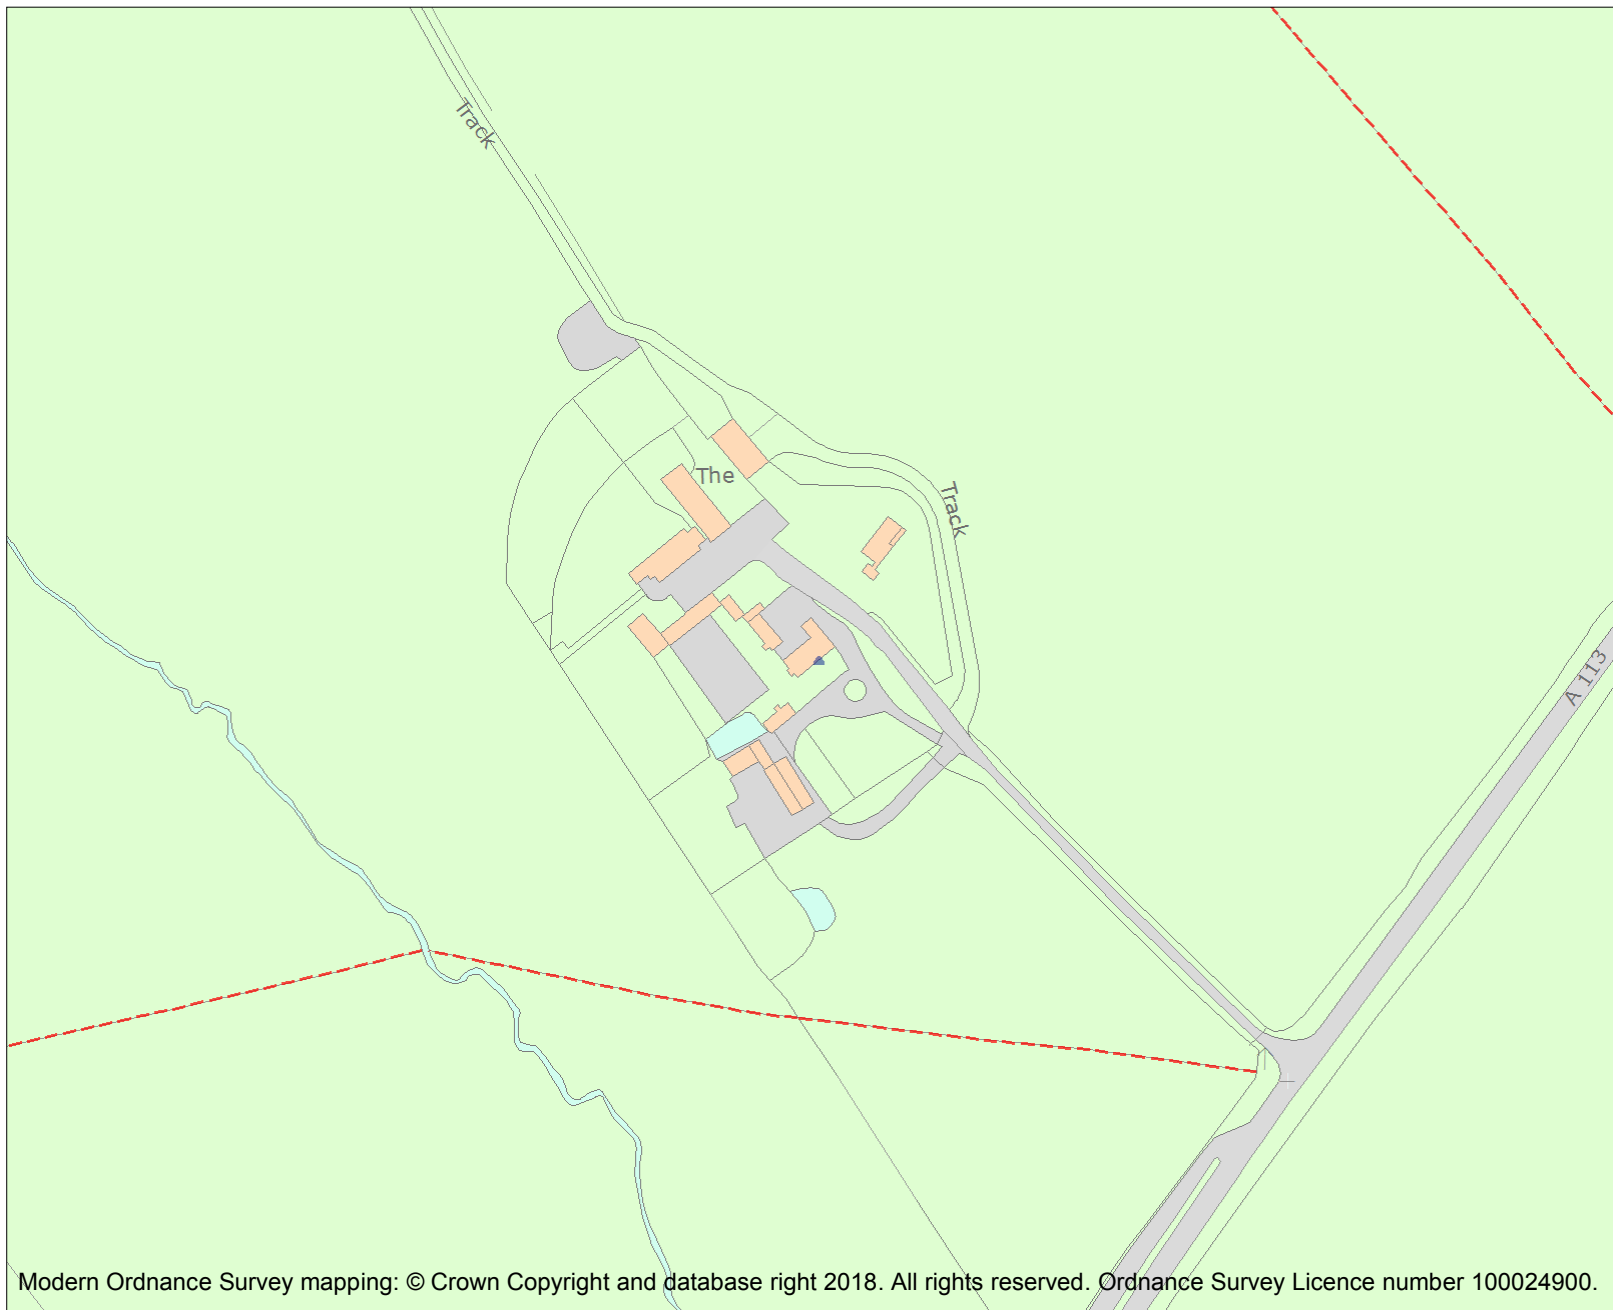 Track
The
Track
A 113
Modern Ordnance Survey mapping: © Crown Copyright and database right 2018. All rights reserved. Ordnance Survey Licence number 100024900.